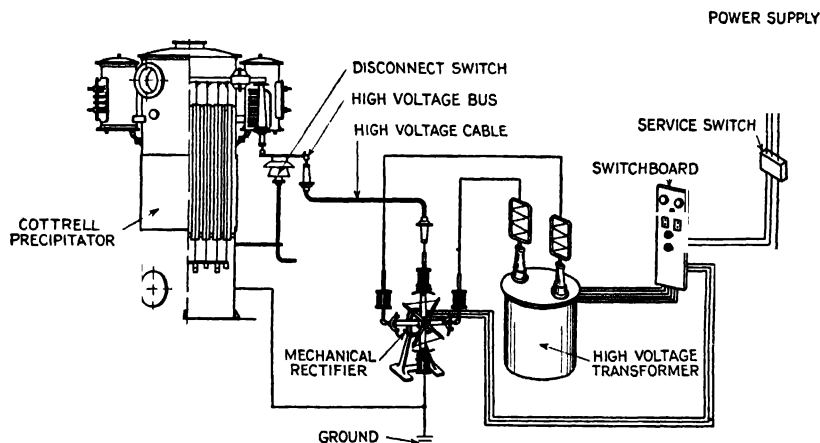 POWER SUPPLY
DISCONNECT SWITCH
HIGH VOLTAGE BUS
HIGH VOLTAGE CABLE
SERVICE SWITCH
SWITCHBOARD
COTTRELL
PRECIPITATOR
MECHANICAL
RECTIFIER
HIGH VOLTAGE
TRANSFORMER
GROUND